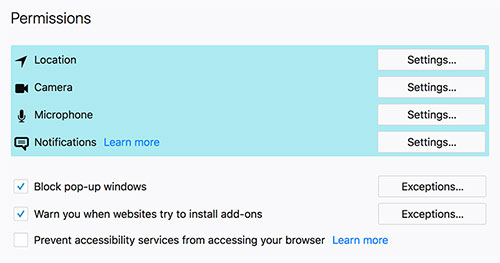 Permissions
Location Settings...
Camera Settings...
Microphone Settings...
Notifications Learn more Settings...
Block pop-up windows Exceptions...
Warn you when websites try to install add-ons Exceptions...
Prevent accessibility services from accessing your browser Learn more